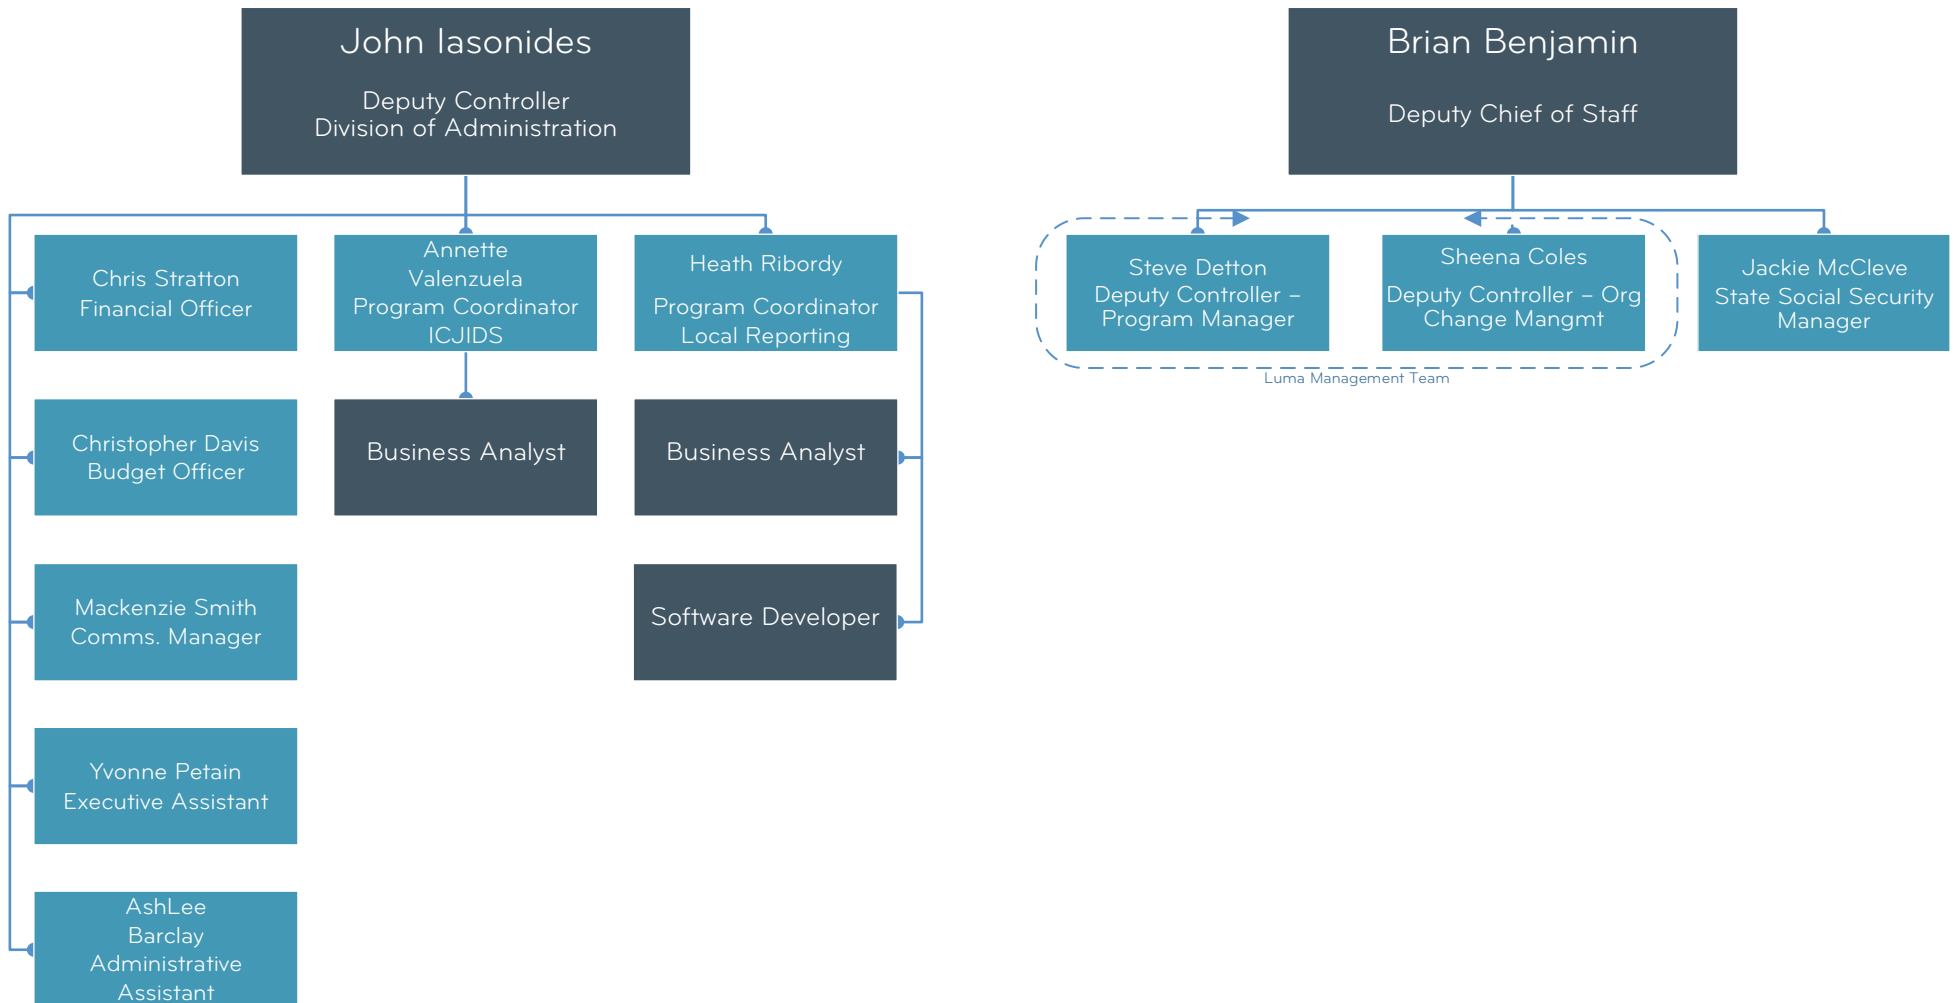 John Iasonides
Deputy Controller
Division of Administration
Brian Benjamin
Deputy Chief of Staff
Chris Stratton
Financial Officer
Annette
Valenzuela
Program Coordinator
ICJIDS
Heath Ribordy
Program Coordinator
Local Reporting
Steve Detton
Deputy Controller –
Program Manager
Sheena Coles
Deputy Controller – Org
Change Mangmt
Jackie McCleve
State Social Security
Manager
Luma Management Team
Christopher Davis
Budget Officer
Business Analyst
Business Analyst
Mackenzie Smith
Comms. Manager
Software Developer
Yvonne Petain
Executive Assistant
AshLee
Barclay
Administrative
Assistant